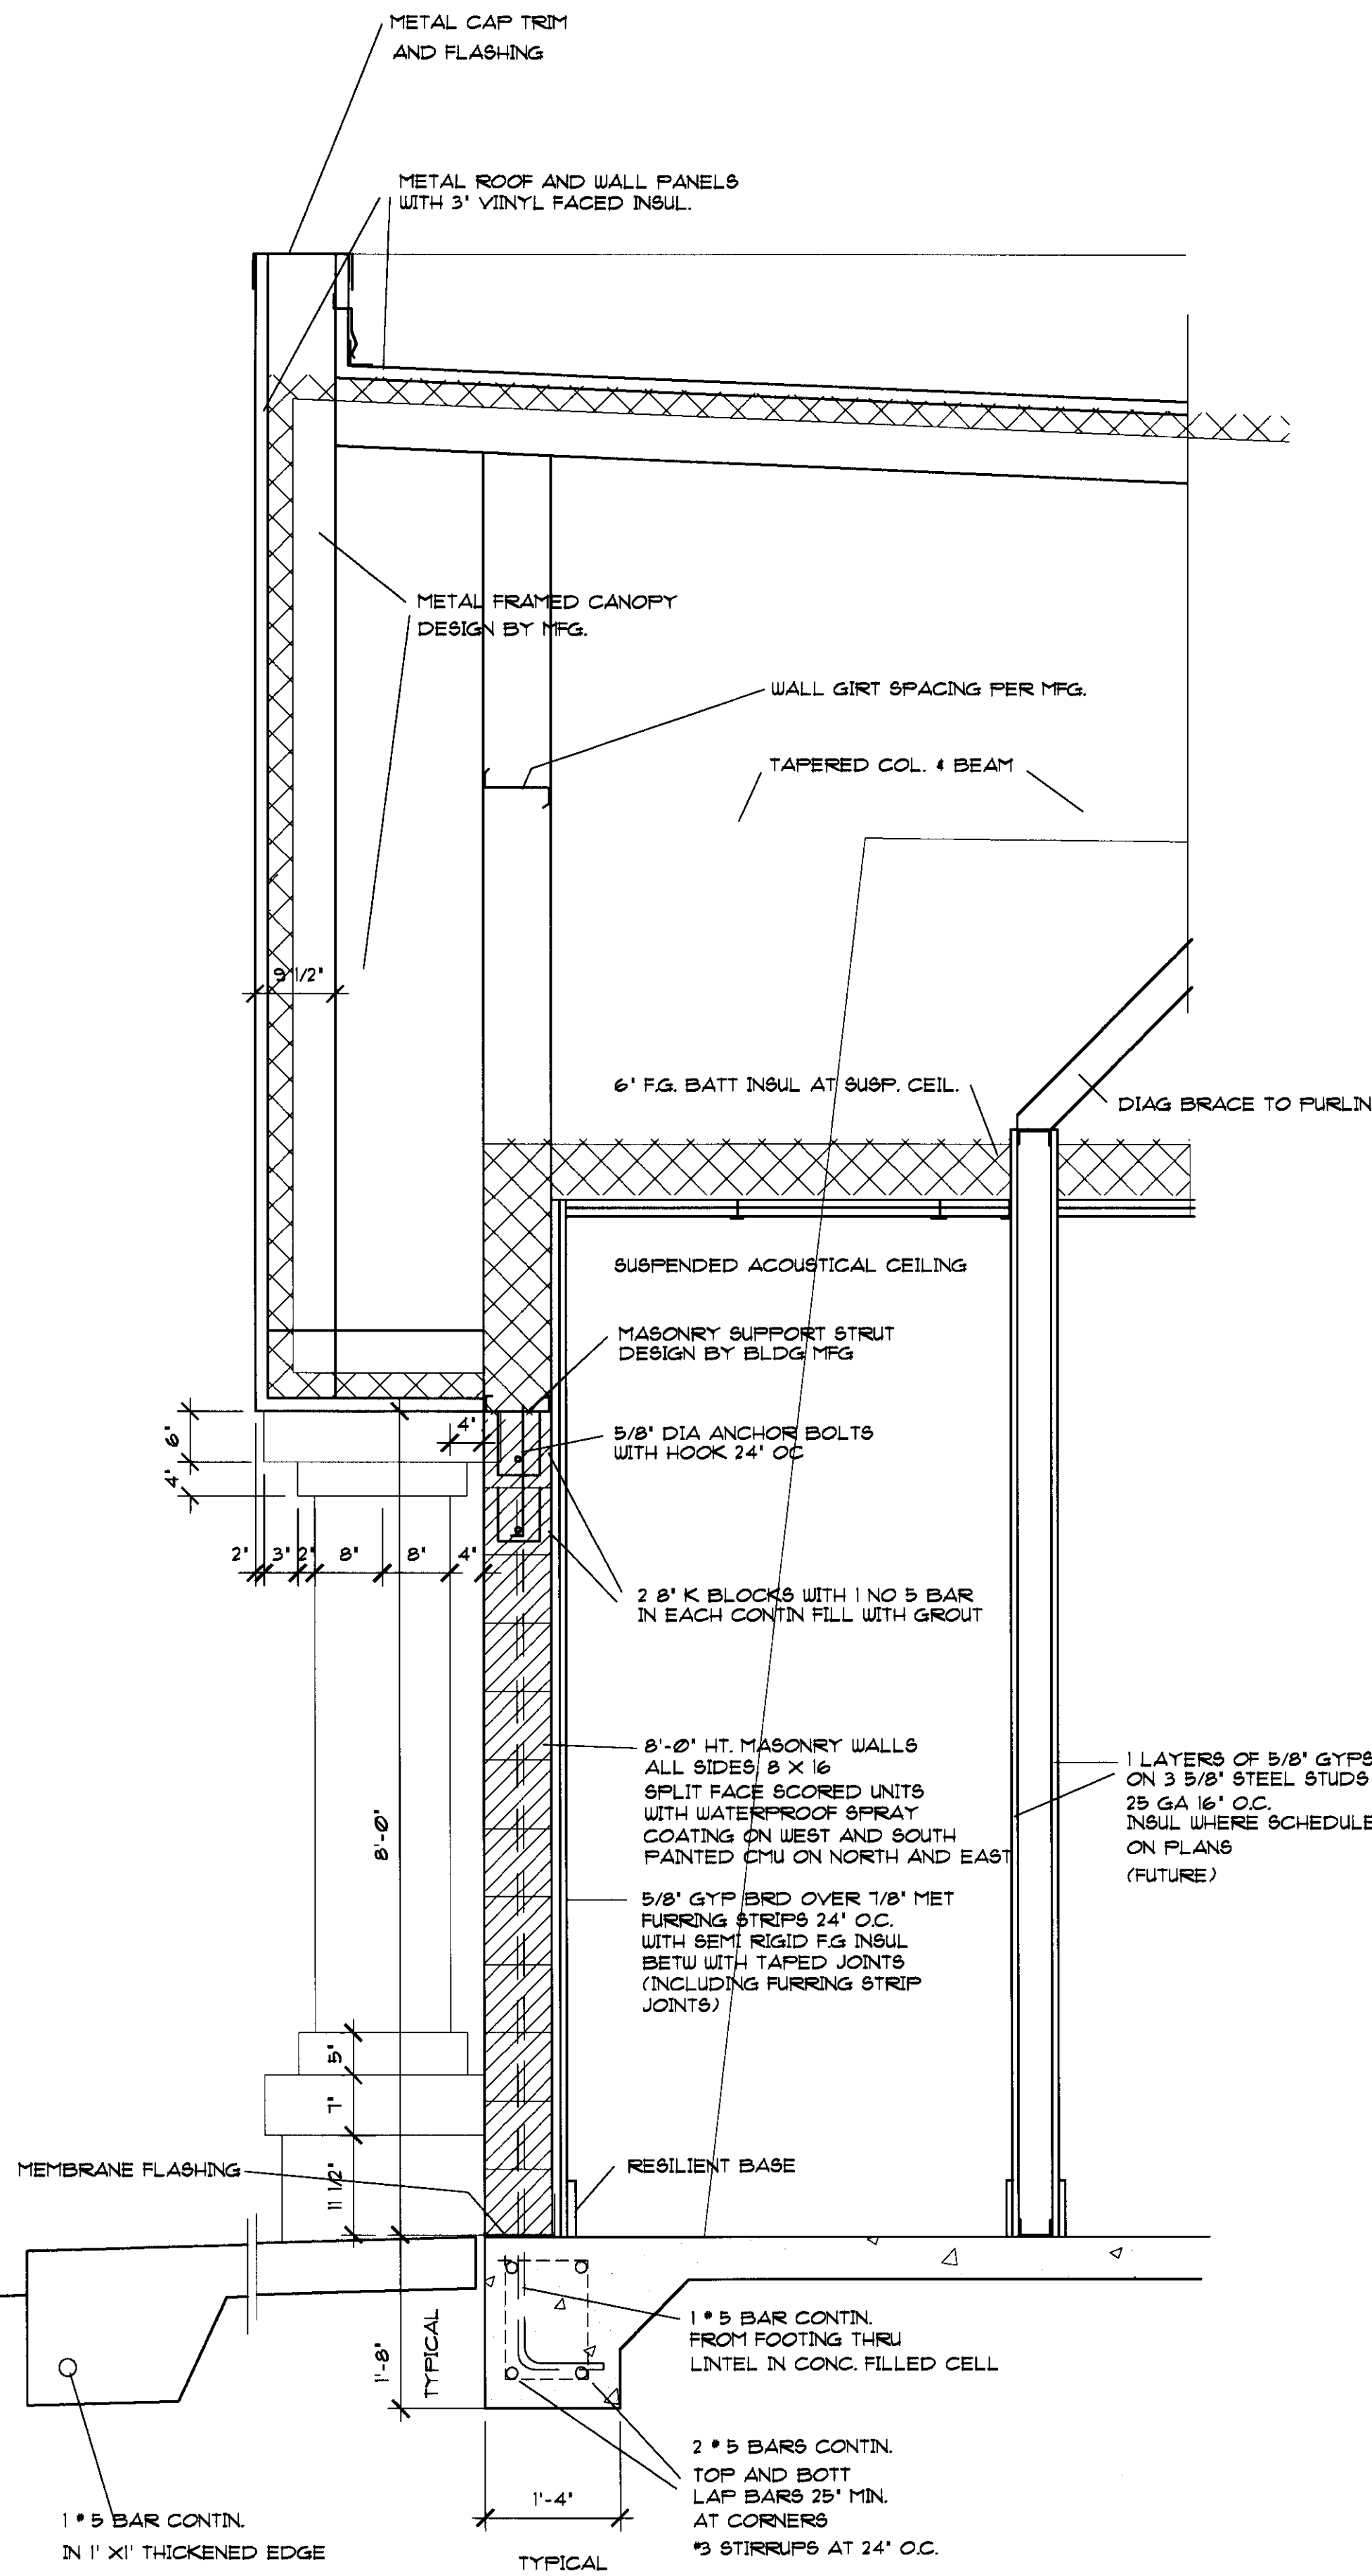 METAL CAP TRIM
AND FLASHING
METAL ROOF AND WALL PANELS
WITH 3" VIINYL FACED INSUL.
METAL FRAMED CANOPY
DESIGN BY MFG.
WALL GIRT SPACING PER MFG.
TAPERED COL. & BEAM
9 1/2"
6" F.G. BATT INSUL AT SUSP. CEIL.
DIAG BRACE TO PURLIN
SUSPENDED ACOUSTICAL CEILING
MASONRY SUPPORT STRUT
DESIGN BY BLDG MFG
6"
4"
4"
5/8" DIA ANCHOR BOLTS
WITH HOOK 24" OC
2" 3" 2" 8" 8" 4"
2 8" K BLOCKS WITH 1 NO 5 BAR
IN EACH CONTIN FILL WITH GROUT
8'-0"
8'-0" HT. MASONRY WALLS
ALL SIDES 8 X 16
SPLIT FACE SCORED UNITS
WITH WATERPROOF SPRAY
COATING ON WEST AND SOUTH
PAINTED CMU ON NORTH AND EAST
1 LAYERS OF 5/8" GYPS
ON 3 5/8" STEEL STUDS
25 GA 16" O.C.
INSUL WHERE SCHEDULE
ON PLANS
(FUTURE)
5/8" GYP BRD OVER 7/8" MET
FURRING STRIPS 24" O.C.
WITH SEMI RIGID F.G INSUL
BETW WITH TAPED JOINTS
(INCLUDING FURRING STRIP
JOINTS)
5"
7"
11 1/2"
MEMBRANE FLASHING
RESILIENT BASE
1'-8"
TYPICAL
1 #5 BAR CONTIN.
FROM FOOTING THRU
LINTEL IN CONC. FILLED CELL
2 #5 BARS CONTIN.
TOP AND BOTT
LAP BARS 25" MIN.
AT CORNERS
#3 STIRRUPS AT 24" O.C.
1'-4"
TYPICAL
1 #5 BAR CONTIN.
IN 1' X1' THICKENED EDGE